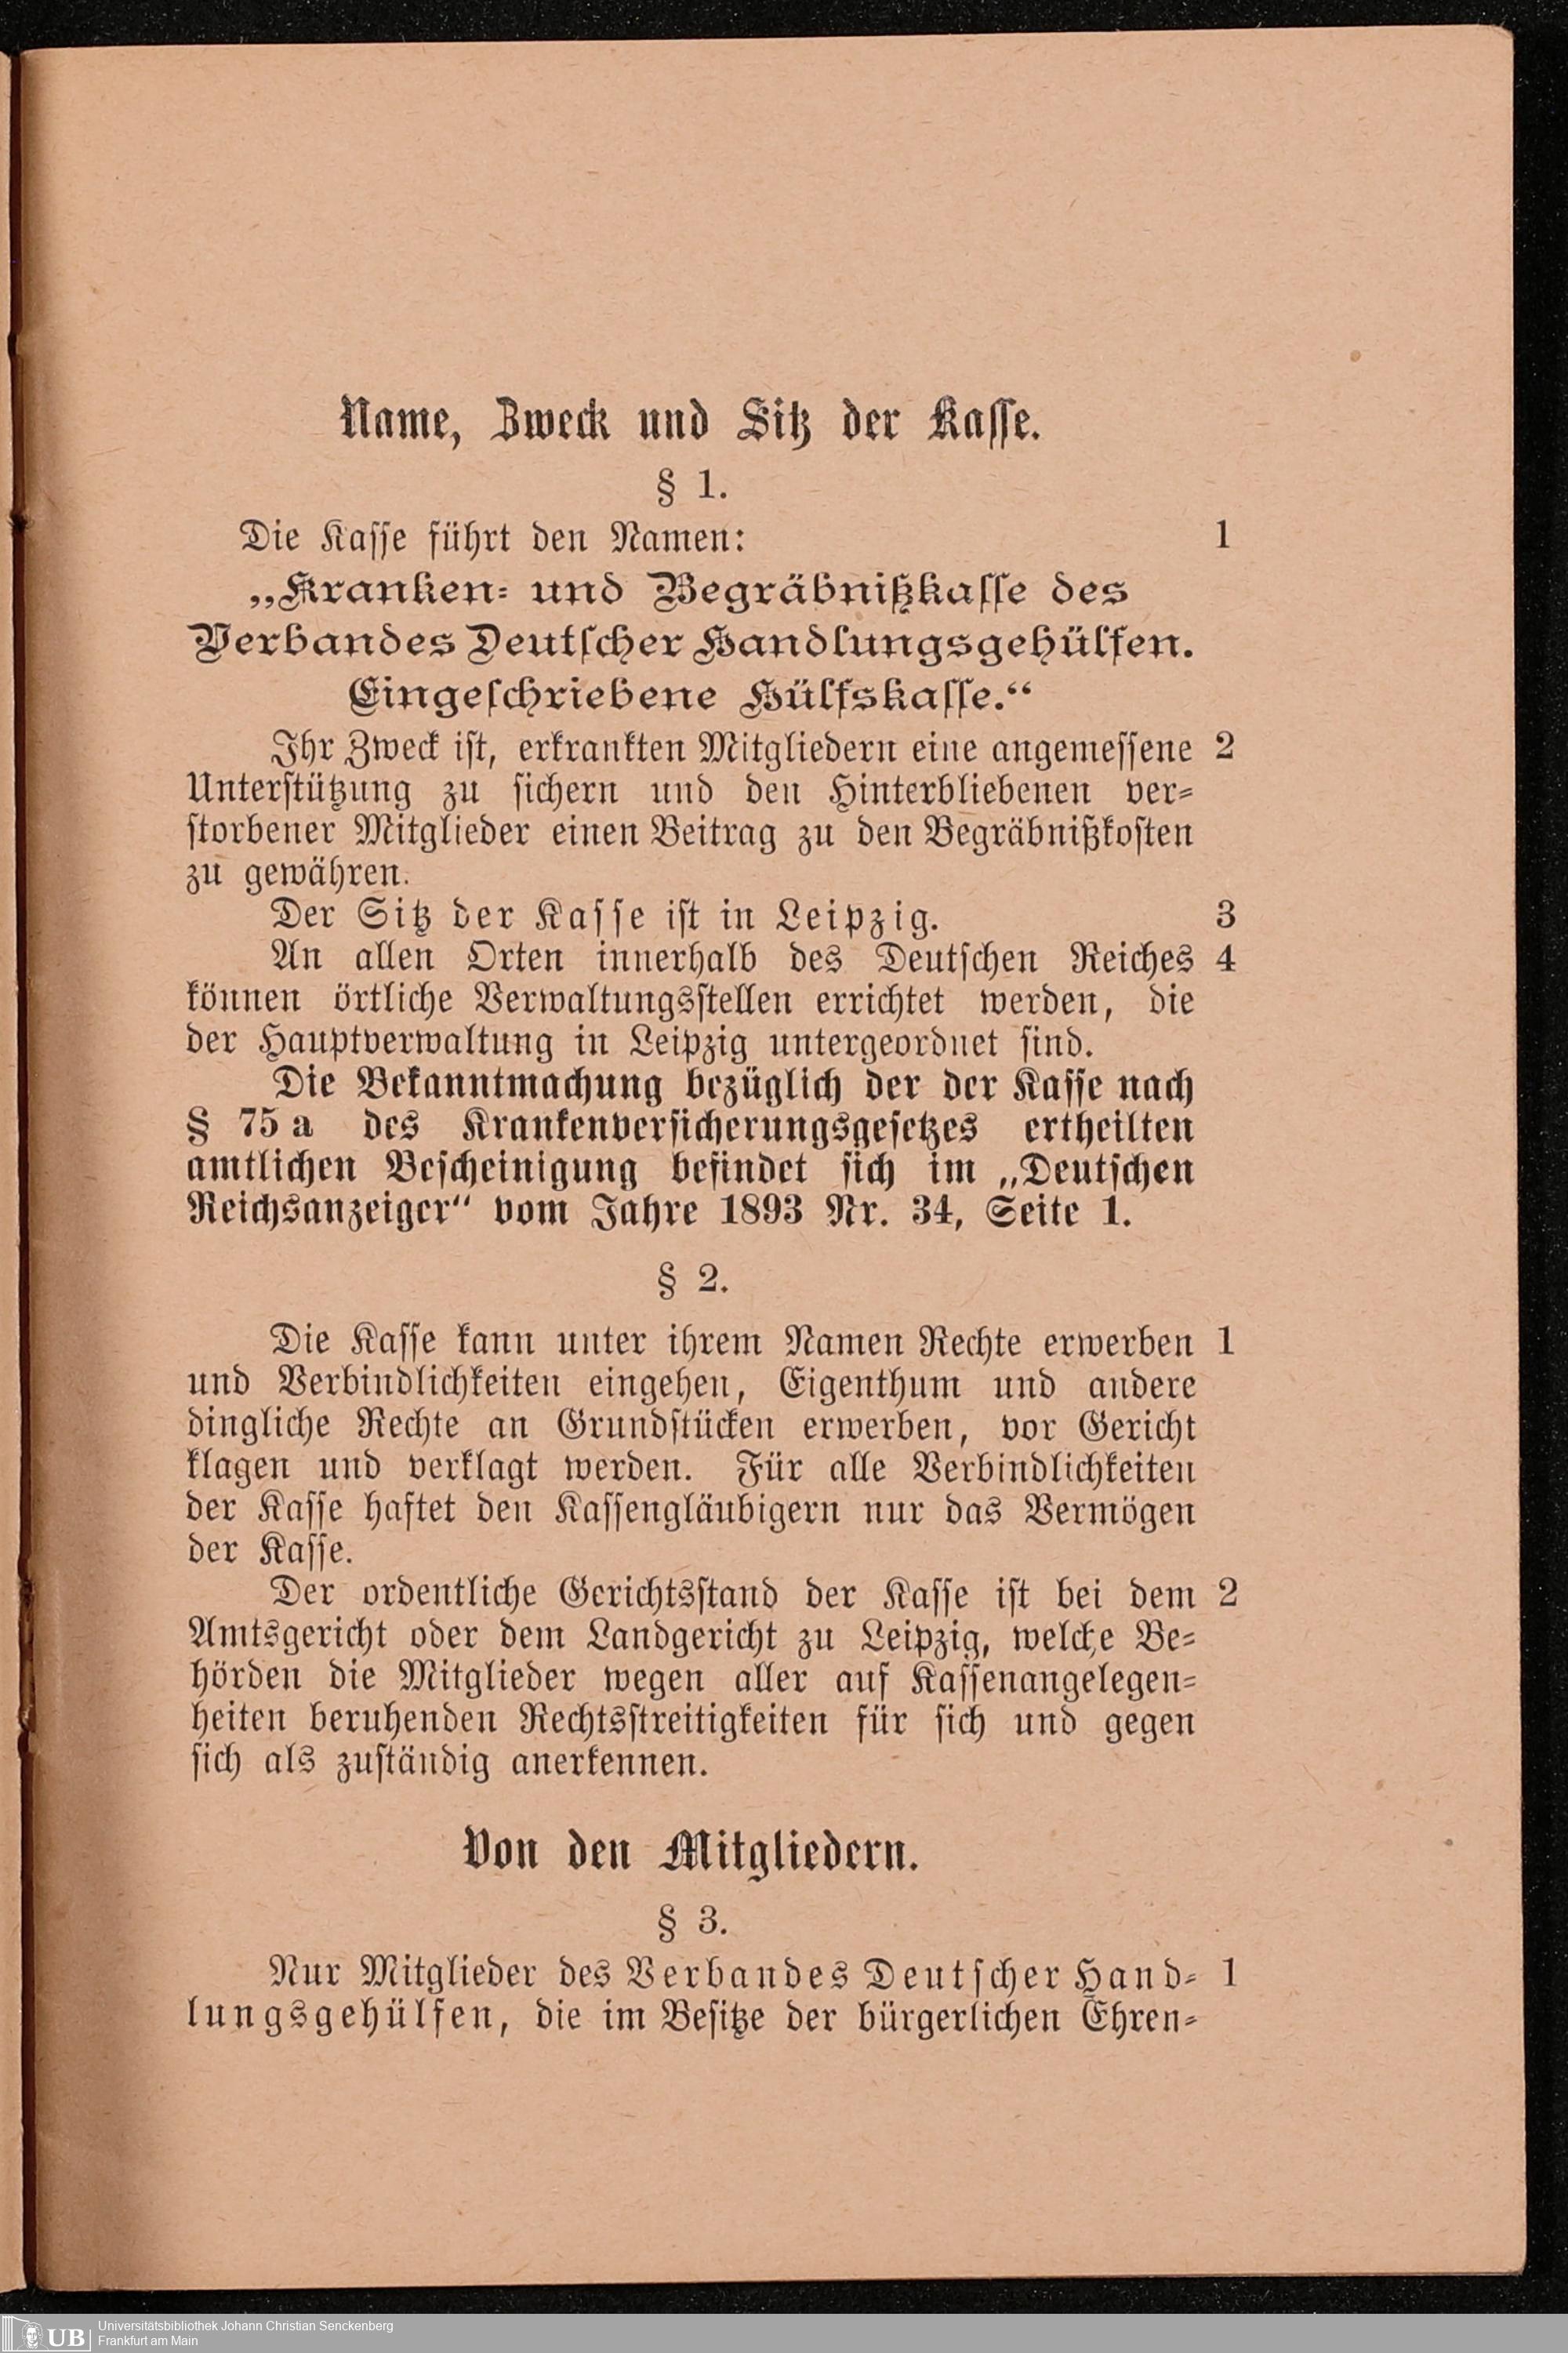 Name, Zweck und Sitz der Kasse.
§ 1.
Die Kasse führt den Namen: 1
„Kranken- und Begräbnißkasse des
Verbandes Deutscher Handlungsgehülfen.
Eingeschriebene Hülfskasse.“
Ihr Zweck ist, erkrankten Mitgliedern eine angemessene 2
Unterstützung zu sichern und den Hinterbliebenen ver-
storbener Mitglieder einen Beitrag zu den Begräbnißkosten
zu gewähren.
Der Sitz der Kasse ist in Leipzig. 3
An allen Orten innerhalb des Deutschen Reiches 4
können örtliche Verwaltungsstellen errichtet werden, die
der Hauptverwaltung in Leipzig untergeordnet sind.
Die Bekanntmachung bezüglich der der Kasse nach
§ 75 a des Krankenversicherungsgesetzes ertheilten
amtlichen Bescheinigung befindet sich im „Deutschen
Reichsanzeiger“ vom Jahre 1893 Nr. 34, Seite 1.
§ 2.
Die Kasse kann unter ihrem Namen Rechte erwerben 1
und Verbindlichkeiten eingehen, Eigenthum und andere
dingliche Rechte an Grundstücken erwerben, vor Gericht
klagen und verklagt werden. Für alle Verbindlichkeiten
der Kasse haftet den Kassengläubigern nur das Vermögen
der Kasse.
Der ordentliche Gerichtsstand der Kasse ist bei dem 2
Amtsgericht oder dem Landgericht zu Leipzig, welche Be-
hörden die Mitglieder wegen aller auf Kassenangelegen-
heiten beruhenden Rechtsstreitigkeiten für sich und gegen
sich als zuständig anerkennen.
Von den Mitgliedern.
§ 3.
Nur Mitglieder des Verbandes Deutscher Hand- 1
lungsgehülfen, die im Besitze der bürgerlichen Ehren-
UB
Universitätsbibliothek Johann Christian Senckenberg
Frankfurt am Main